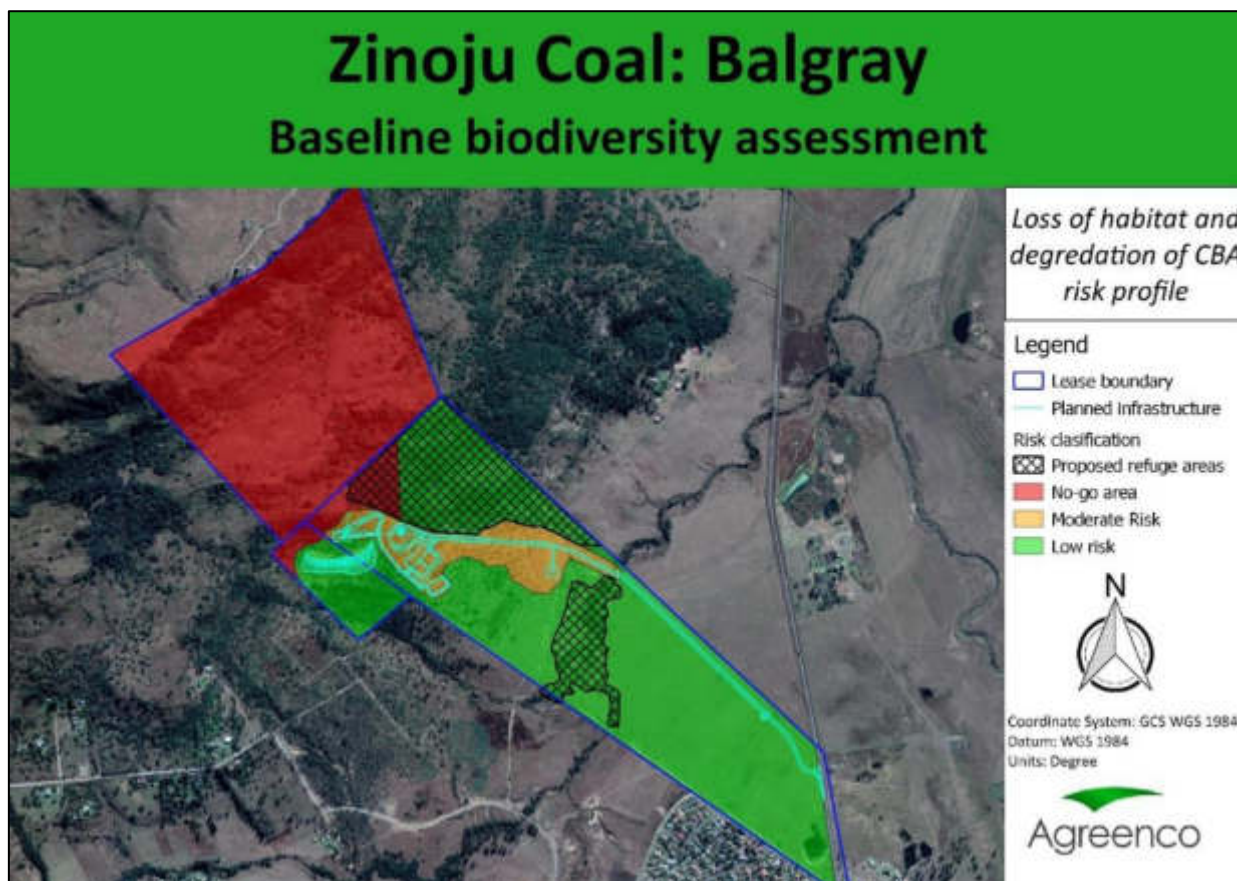 Zinoju Coal: Balgray
Baseline biodiversity assessment
Loss of habitat and
degredation of CBA
risk profile
Legend
Lease boundary
Planned infrastructure
Risk clasification
Proposed refuge areas
No-go area
Moderate Risk
Low risk
N
Coordinate System: GCS WGS 1984
Datum: WGS 1984
Units: Degree
Agreenco